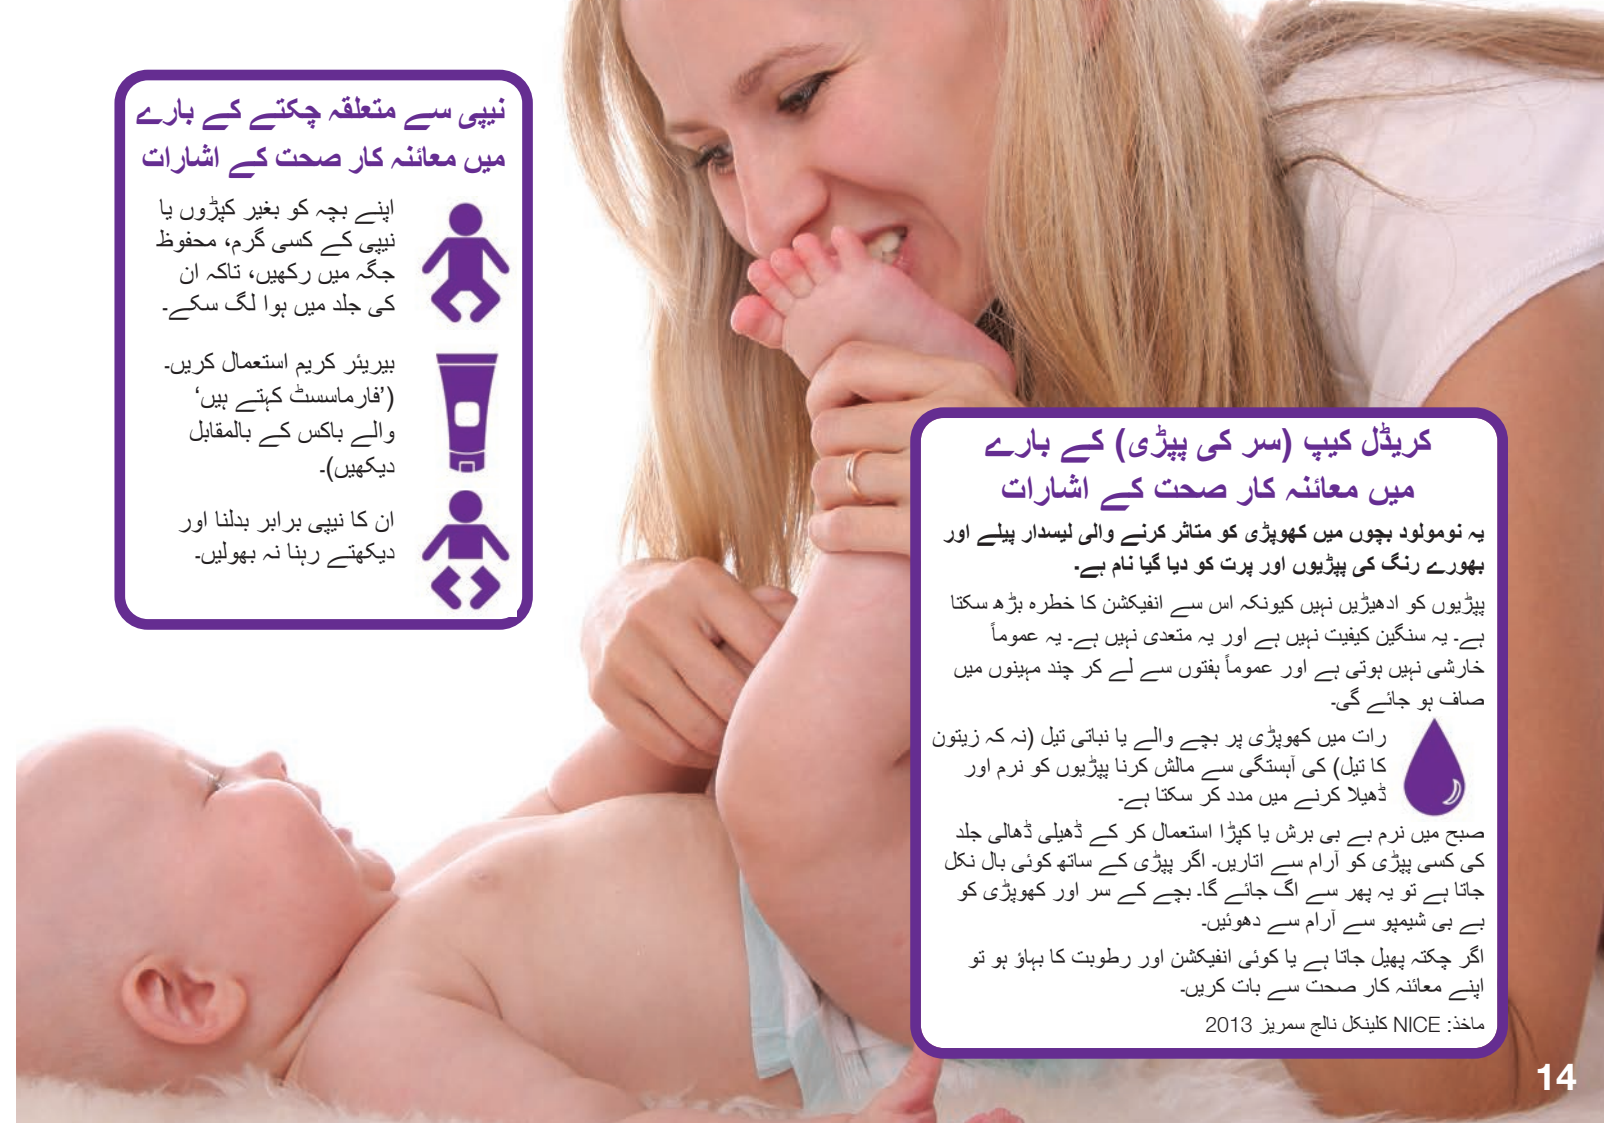 نیپی سے متعلقہ چکتے کے بارے
میں معائنہ کار صحت کے اشارات
اپنے بچہ کو بغیر کپڑوں یا
نیپی کے کسی گرم، محفوظ
جگہ میں رکھیں، تاکہ ان
کی جلد میں ہوا لگ سکے۔
بیریئر کریم استعمال کریں۔
(’فارماسسٹ کہتے ہیں‘
والے باکس کے بالمقابل
دیکھیں)۔
ان کا نیپی برابر بدلنا اور
دیکھتے رہنا نہ بھولیں۔
کریڈل کیپ (سر کی پپڑی) کے بارے
میں معائنہ کار صحت کے اشارات
یہ نومولود بچوں میں کھوپڑی کو متاثر کرنے والی لیسدار پیلے اور
بھورے رنگ کی پپڑیوں اور پرت کو دیا گیا نام ہے۔
پپڑیوں کو ادھیڑیں نہیں کیونکہ اس سے انفیکشن کا خطرہ بڑھ سکتا
ہے۔ یہ سنگین کیفیت نہیں ہے اور یہ متعدی نہیں ہے۔ یہ عموماً
خارشی نہیں ہوتی ہے اور عموماً ہفتوں سے لے کر چند مہینوں میں
صاف ہو جائے گی۔
رات میں کھوپڑی پر بچے والے یا نباتی تیل (نہ کہ زیتون
کا تیل) کی آہستگی سے مالش کرنا پپڑیوں کو نرم اور
ڈھیلا کرنے میں مدد کر سکتا ہے۔
صبح میں نرم بے بی برش یا کپڑا استعمال کر کے ڈھیلی ڈھالی جلد
کی کسی پپڑی کو آرام سے اتاریں۔ اگر پپڑی کے ساتھ کوئی بال نکل
جاتا ہے تو یہ پھر سے اگ جائے گا۔ بچے کے سر اور کھوپڑی کو
بے بی شیمپو سے آرام سے دھوئیں۔
اگر چکتہ پھیل جاتا ہے یا کوئی انفیکشن اور رطوبت کا بہاؤ ہو تو
اپنے معائنہ کار صحت سے بات کریں۔
ماخذ: NICE کلینکل نالج سمریز 2013
14